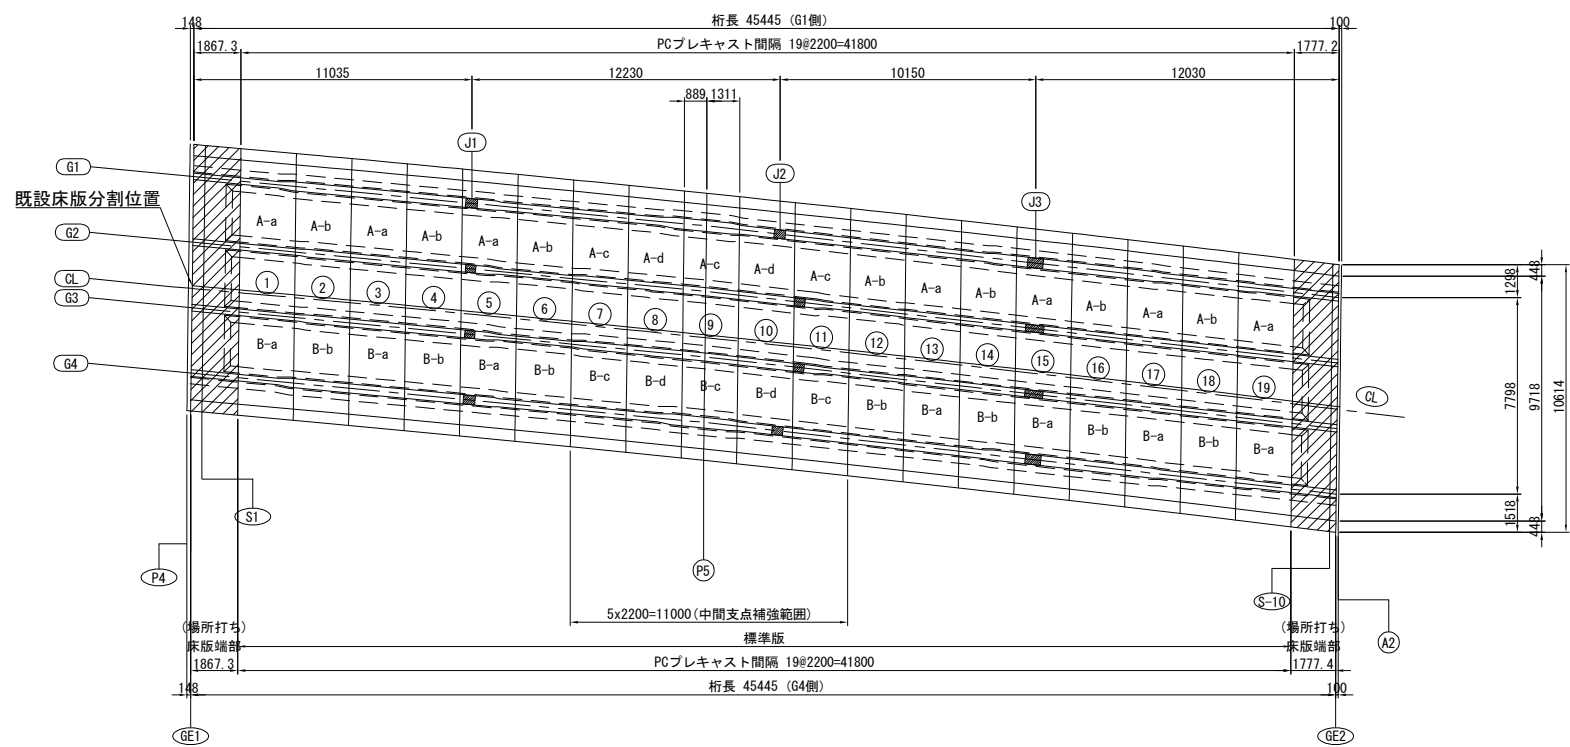 148
桁長 45445 (G1側)
100
1867.3
PCプレキャスト間隔 19@2200=41800
1777.2
11035
12230
10150
12030
889
1311
J1
J2
J3
G1
既設床版分割位置
G2
CL
G3
G4
A-a
A-b
A-a
A-b
A-a
A-b
A-c
A-d
A-c
A-d
A-c
A-b
A-a
A-b
A-a
A-b
A-a
A-b
A-a
1
2
3
4
5
6
7
8
9
10
11
12
13
14
15
16
17
18
19
B-a
B-b
B-a
B-b
B-a
B-b
B-c
B-d
B-c
B-d
B-c
B-b
B-a
B-b
B-a
B-b
B-a
B-b
B-a
CL
448
1298
7798
9718
10614
1518
448
S1
P4
P5
S-10
A2
5x2200=11000(中間支点補強範囲)
(場所打ち)
床版端部
標準版
(場所打ち)
床版端部
1867.3
PCプレキャスト間隔 19@2200=41800
1777.4
148
桁長 45445 (G4側)
100
GE1
GE2